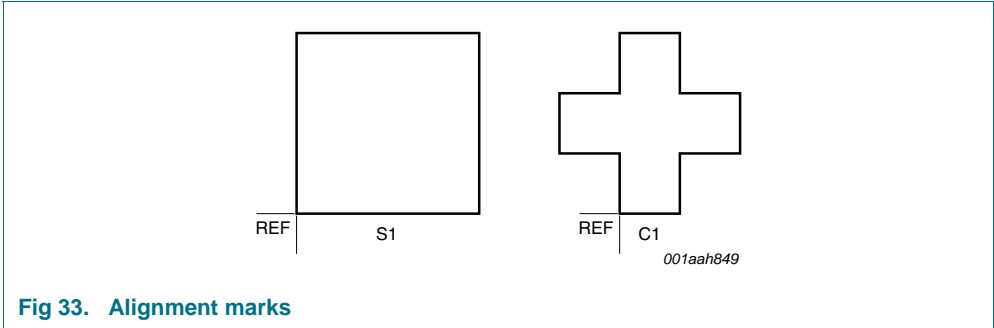 REF S1 REF C1
001aah849
Fig 33. Alignment marks